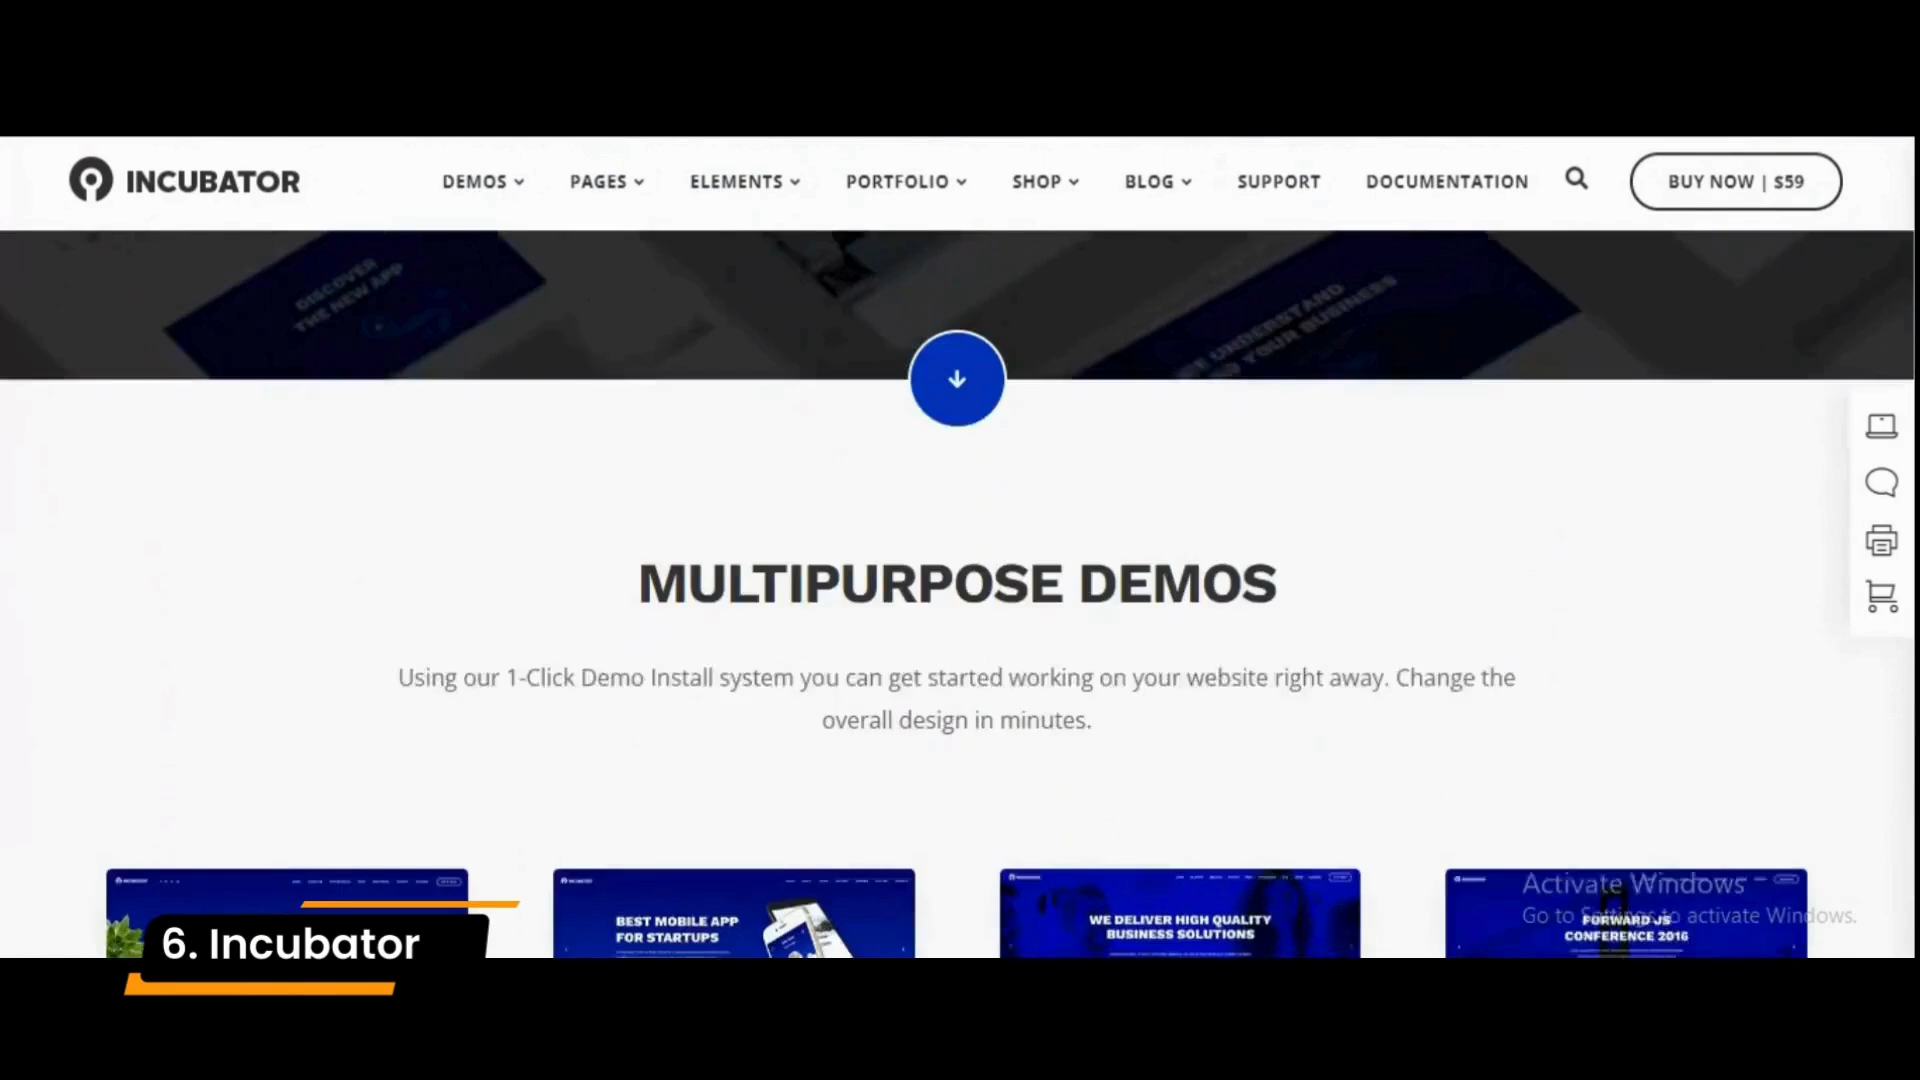 INCUBATOR
DEMOS PAGES ELEMENTS PORTFOLIO SHOP BLOG SUPPORT DOCUMENTATION BUY NOW | $59
DISCOVER
THE NEW APP
UNDERSTAND
YOUR BUSINESS
MULTIPURPOSE DEMOS
Using our 1-Click Demo Install system you can get started working on your website right away. Change the
overall design in minutes.
BEST MOBILE APP
FOR STARTUPS
WE DELIVER HIGH QUALITY
BUSINESS SOLUTIONS
FORWARD JS
CONFERENCE 2016
Activate Windows
Go to Settings to activate Windows.
6. Incubator